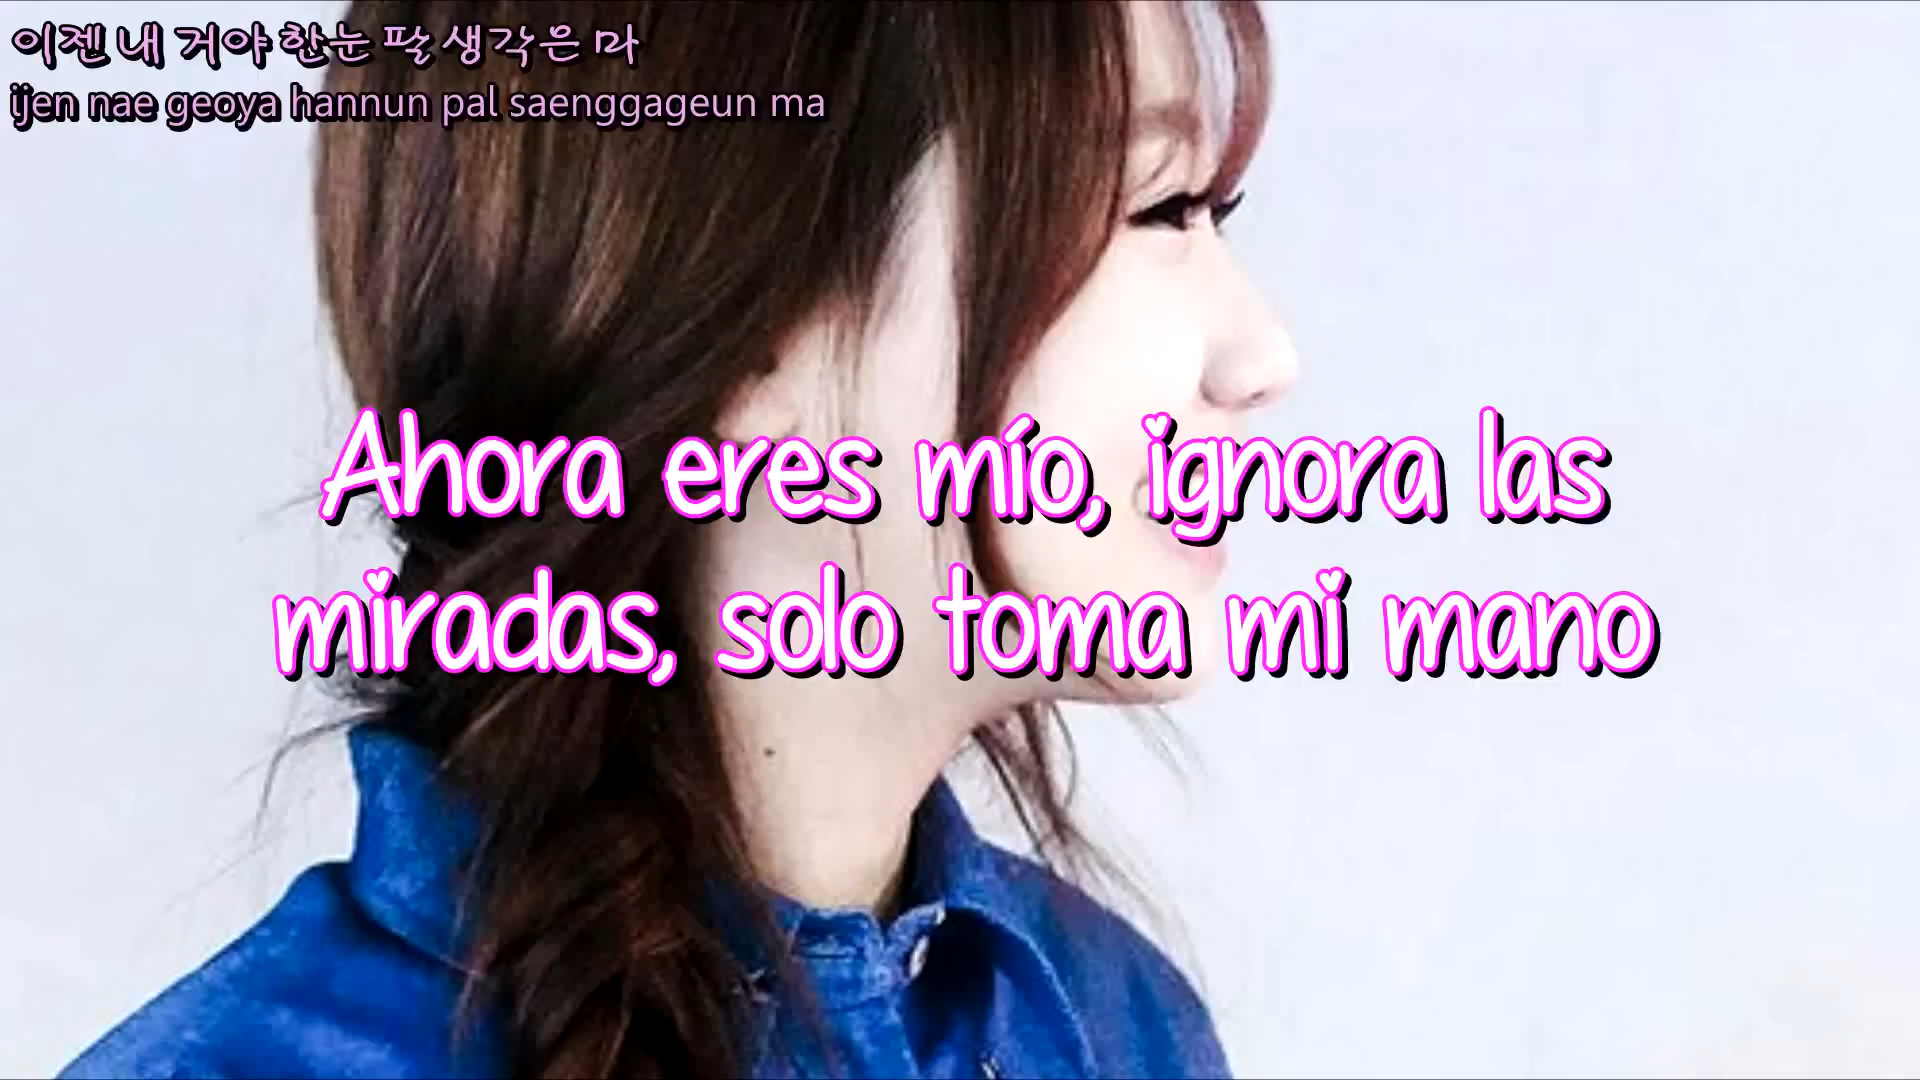 이젠 내 거야 한눈 팔 생각은 마
ijen nae geoya hannun pal saenggageun ma
Ahora eres mío, ignora las
miradas, solo toma mi mano